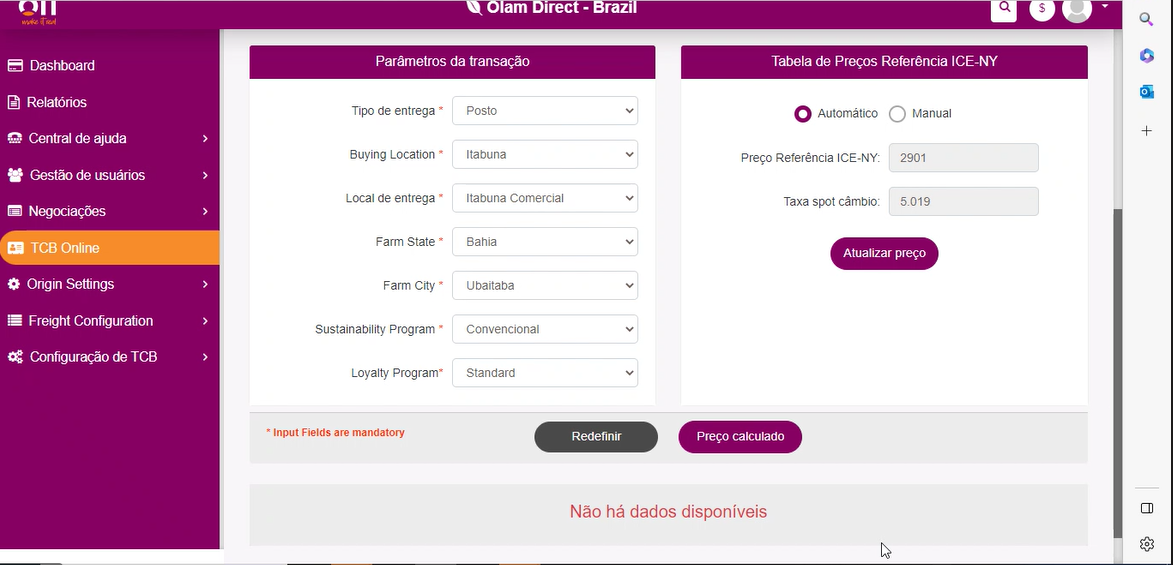 ofi
make it real
Olam Direct - Brazil
$
Dashboard
Relatórios
Central de ajuda
Gestão de usuários
Negociações
TCB Online
Origin Settings
Freight Configuration
Configuração de TCB
Parâmetros da transação
Tipo de entrega * Posto
Buying Location * Itabuna
Local de entrega * Itabuna Comercial
Farm State * Bahia
Farm City * Ubaitaba
Sustainability Program * Convencional
Loyalty Program* Standard
Tabela de Preços Referência ICE-NY
Automático Manual
Preço Referência ICE-NY: 2901
Taxa spot câmbio: 5.019
Atualizar preço
* Input Fields are mandatory
Redefinir
Preço calculado
Não há dados disponíveis